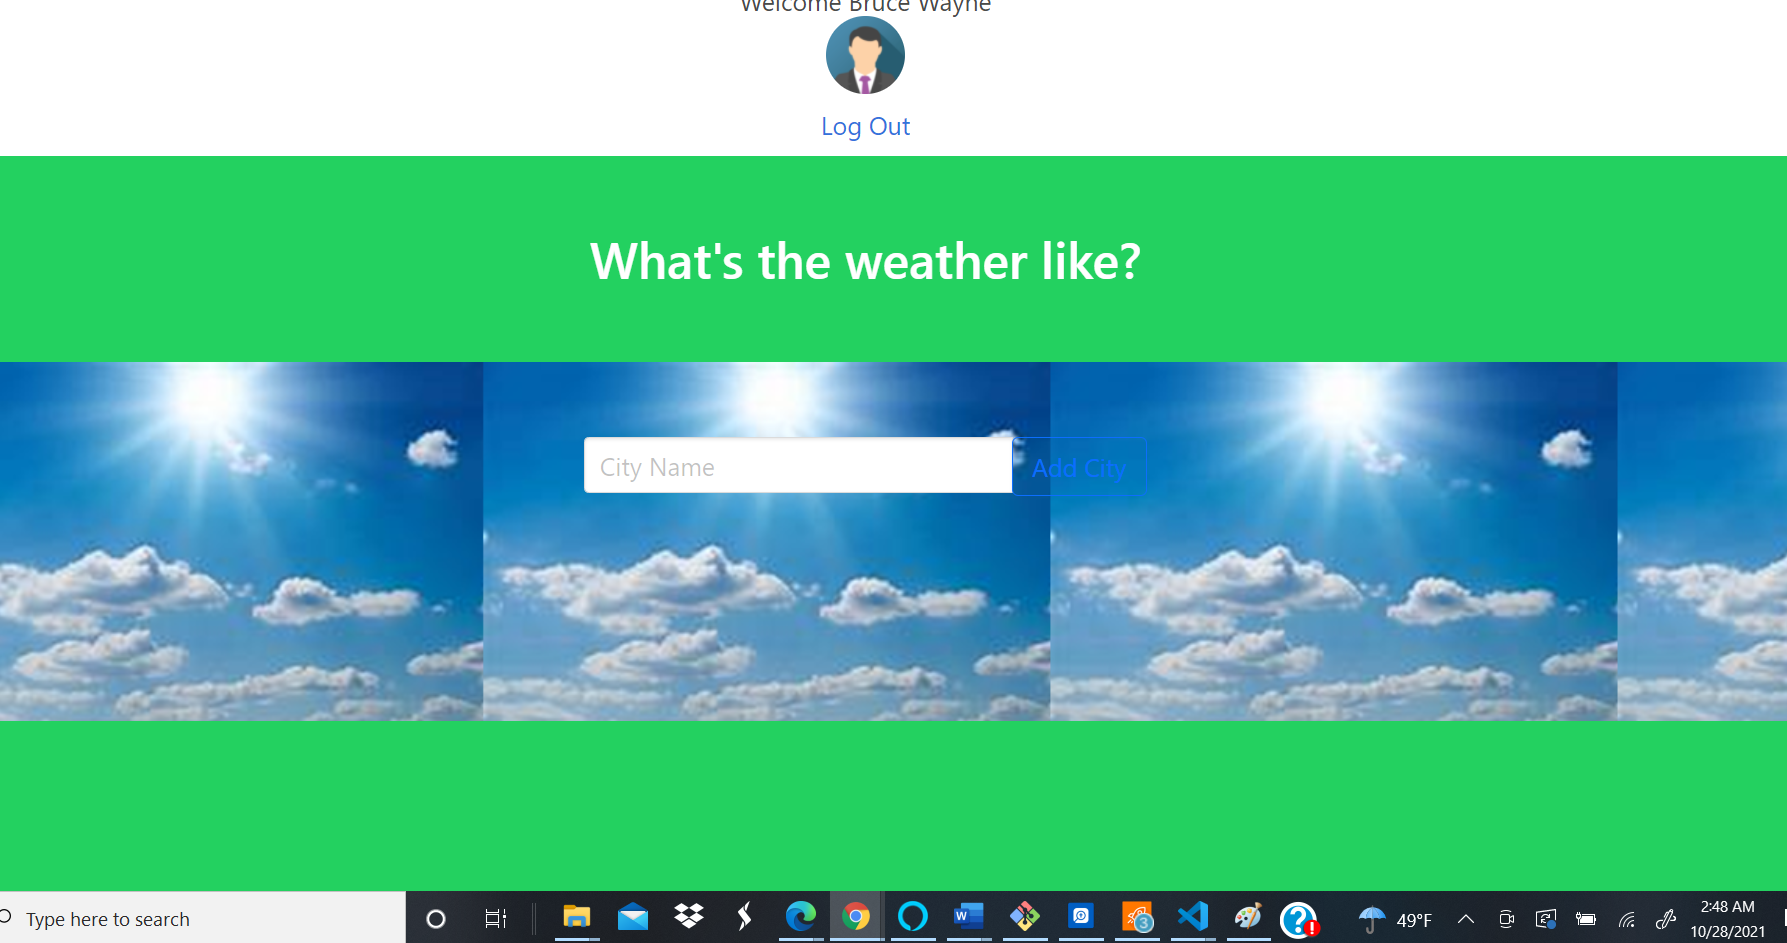 Welcome Bruce Wayne
Log Out
What's the weather like?
City Name
Add City
Type here to search
W
3
?
!
49°F
2:48 AM
10/28/2021